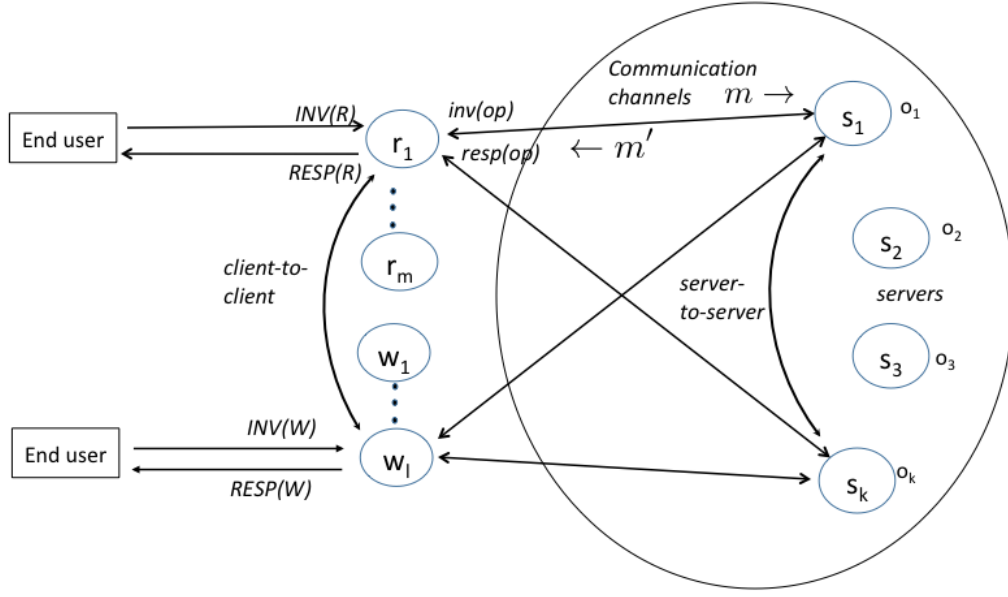 Communication
channels m →
s₁ o₁
INV(R) inv(op)
End user r₁ resp(op) ← m′
RESP(R)
s₂ o₂
client-to-
client
rₘ
server-
to-server
servers
w₁
s₃ o₃
INV(W)
End user wₗ
RESP(W)
sₖ oₖ